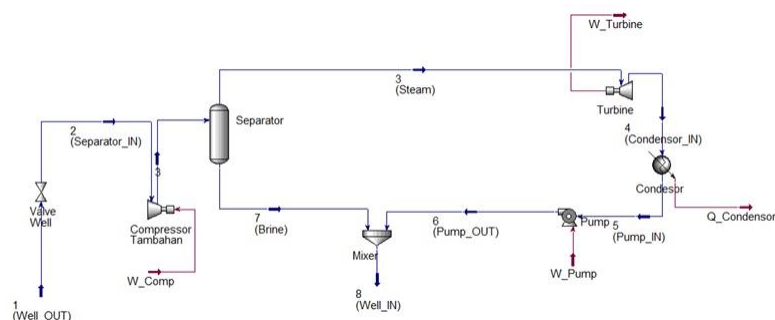 W_Turbine
3
(Steam)
Turbine
2
(Separator_IN)
Separator
4
(Condensor_IN)
3
Valve
Well
Condesor
Compressor
Tambahan
7
(Brine)
6
(Pump_OUT)
Pump
5
(Pump_IN)
Q_Condensor
Mixer
W_Comp
W_Pump
8
(Well_IN)
1
(Well_OUT)